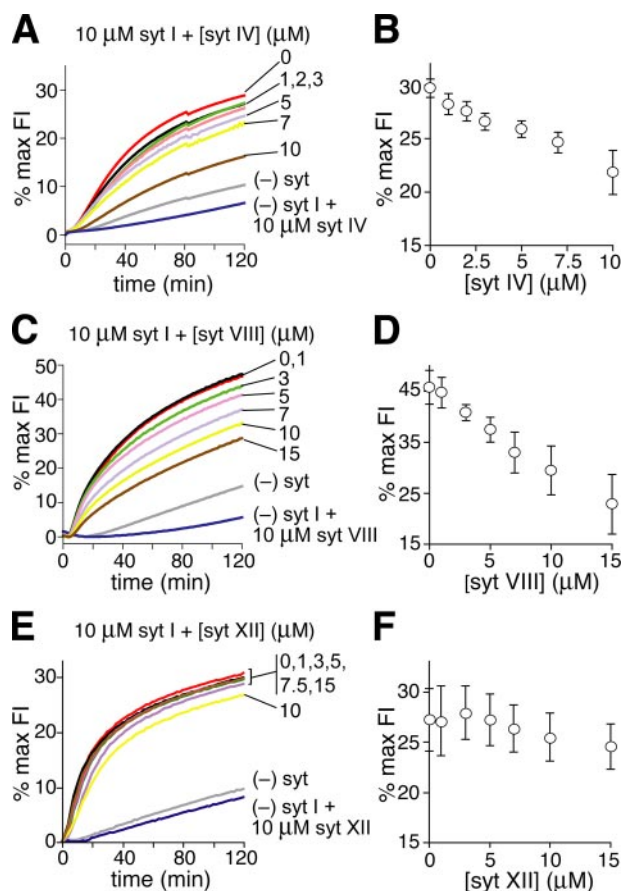 A
10 μM syt I + [syt IV] (μM)
% max FI
30
20
10
0
0
1,2,3
5
7
10
(–) syt
(–) syt I +
10 μM syt IV
0 40 80 120
time (min)
B
% max FI
30
25
20
15
0 2.5 5 7.5 10
[syt IV] (μM)
C
10 μM syt I + [syt VIII] (μM)
% max FI
50
40
30
20
10
0
0,1
3
5
7
10
15
(–) syt
(–) syt I +
10 μM syt VIII
0 40 80 120
time (min)
D
% max FI
45
35
25
15
0 5 10 15
[syt VIII] (μM)
E
10 μM syt I + [syt XII] (μM)
% max FI
30
20
10
0
0,1,3,5,
7.5,15
10
(–) syt
(–) syt I +
10 μM syt XII
0 40 80 120
time (min)
F
% max FI
30
25
20
15
0 5 10 15
[syt XII] (μM)